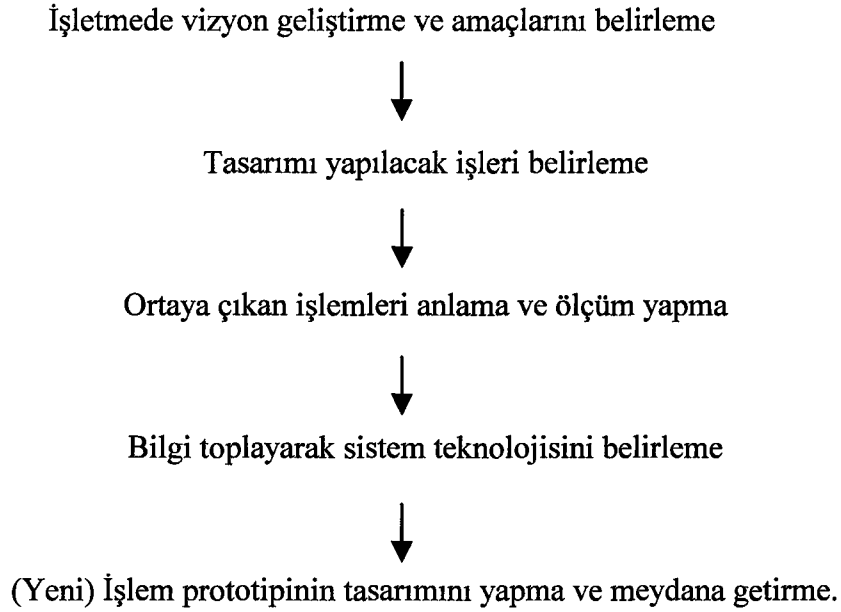 İşletmede vizyon geliştirme ve amaçlarını belirleme
Tasarımı yapılacak işleri belirleme
Ortaya çıkan işlemleri anlama ve ölçüm yapma
Bilgi toplayarak sistem teknolojisini belirleme
(Yeni) İşlem prototipinin tasarımını yapma ve meydana getirme.